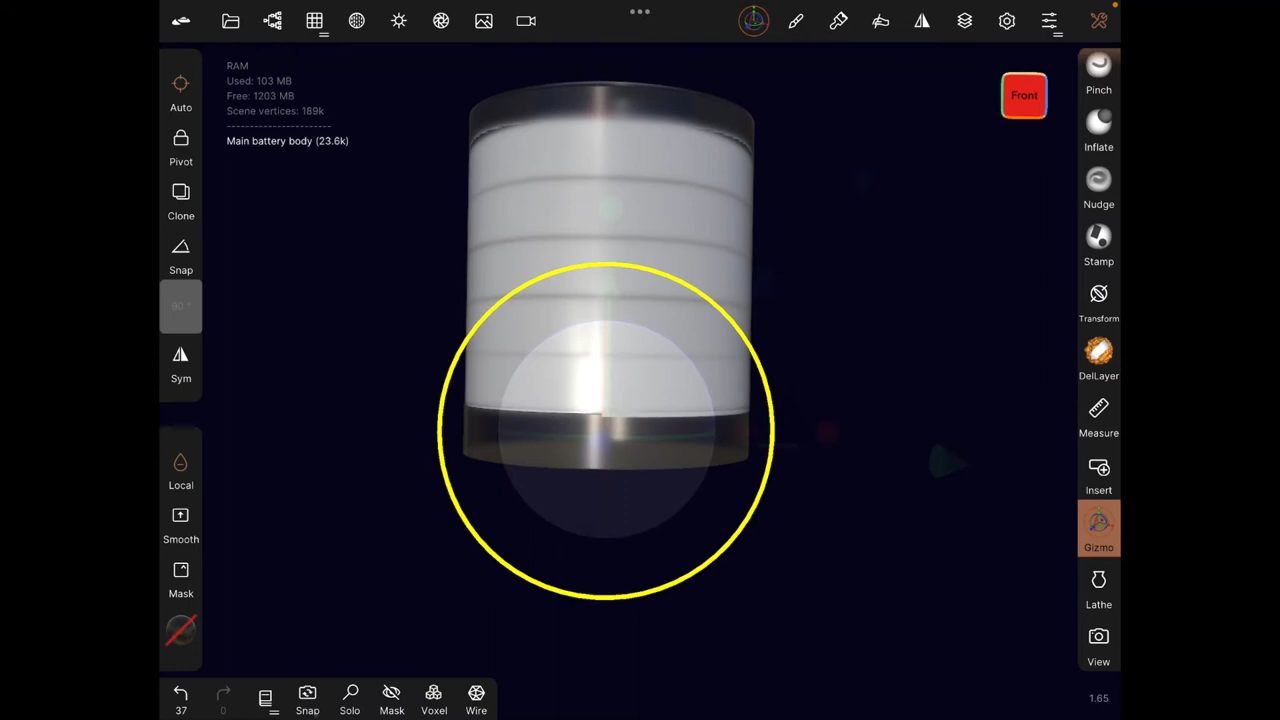 RAM
Used: 103 MB
Free: 1203 MB
Scene vertices: 189k
Main battery body (23.6k)
Front
Auto
Pivot
Clone
Snap
90 °
Sym
Local
Smooth
Mask
Pinch
Inflate
Nudge
Stamp
Transform
DelLayer
Measure
Insert
Gizmo
Lathe
View
37
0
Snap
Solo
Mask
Voxel
Wire
1.65